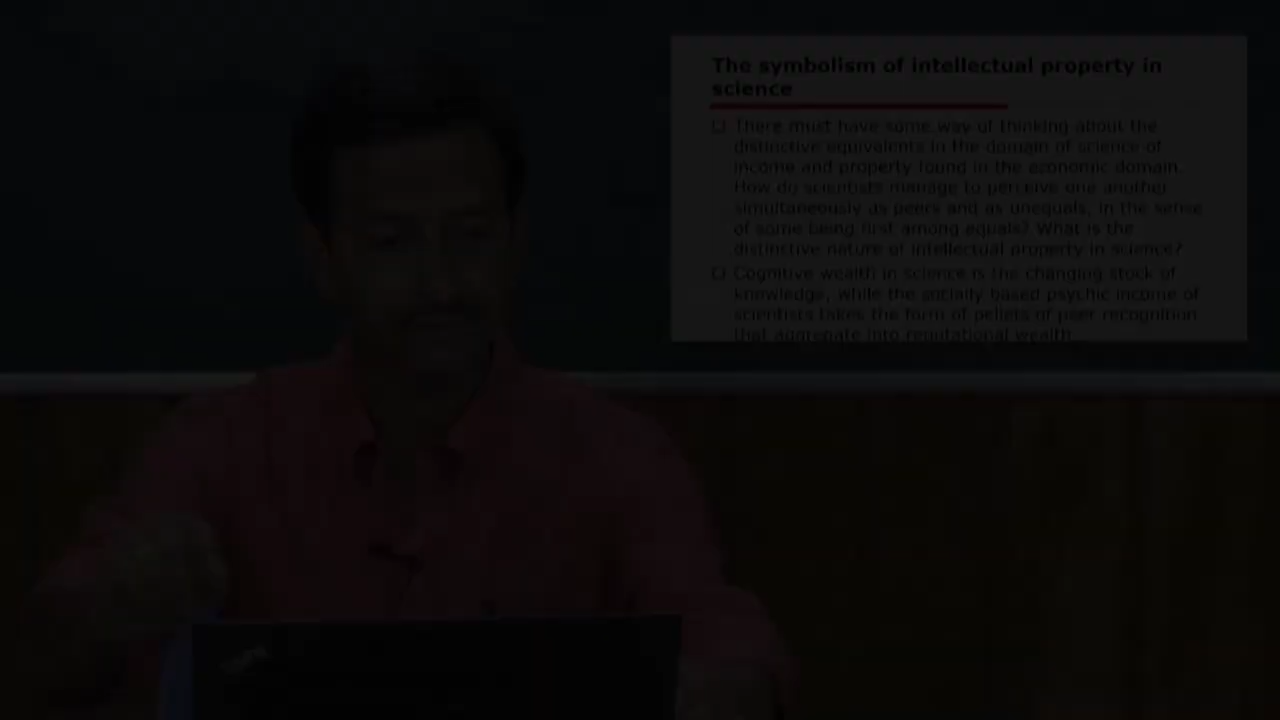 The symbolism of intellectual property in
science
There must have some way of thinking about the
distinctive equivalents in the domain of science of
income and property found in the economic domain.
How do scientists manage to perceive one another
simultaneously as peers and as unequals, in the sense
of some being first among equals? What is the
distinctive nature of intellectual property in science?
Cognitive wealth in science is the changing stock of
knowledge, while the socially based psychic income of
scientists takes the form of pellets of peer recognition
that aggregate into reputational wealth